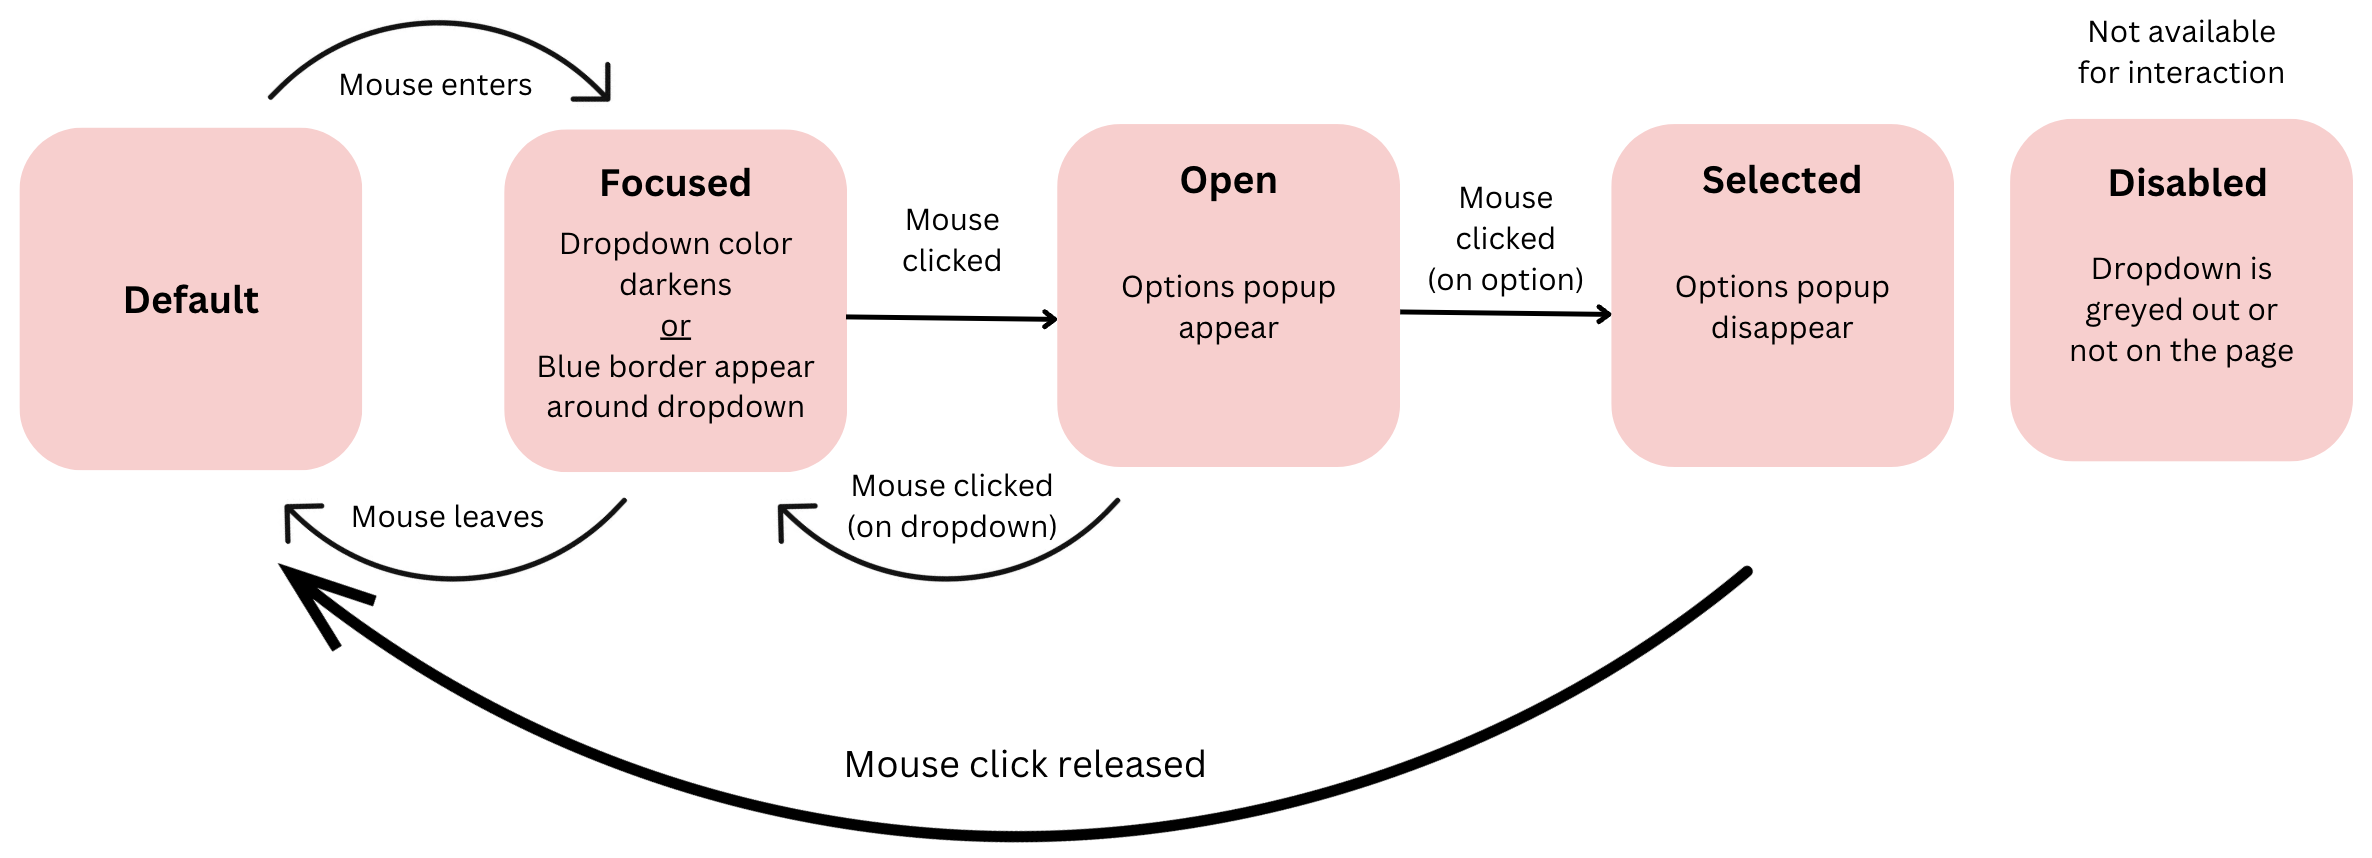 Mouse enters
Default
Focused
Dropdown color
darkens
or
Blue border appear
around dropdown
Mouse
clicked
Open
Options popup
appear
Mouse
clicked
(on option)
Selected
Options popup
disappear
Not available
for interaction
Disabled
Dropdown is
greyed out or
not on the page
Mouse leaves
Mouse clicked
(on dropdown)
Mouse click released